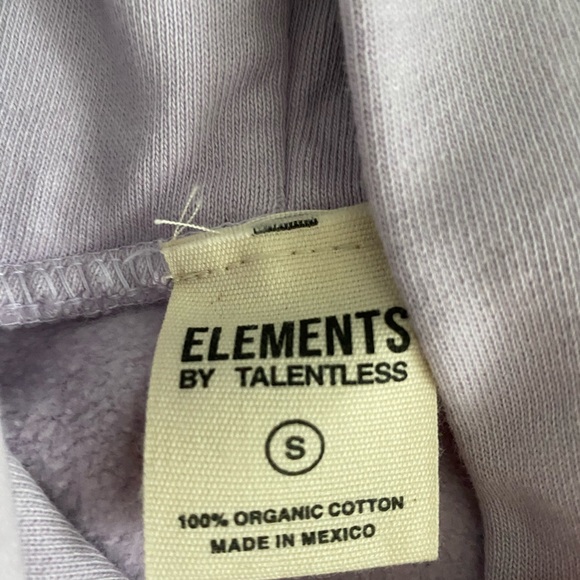 ELEMENTS
BY TALENTLESS
S
100% ORGANIC COTTON
MADE IN MEXICO